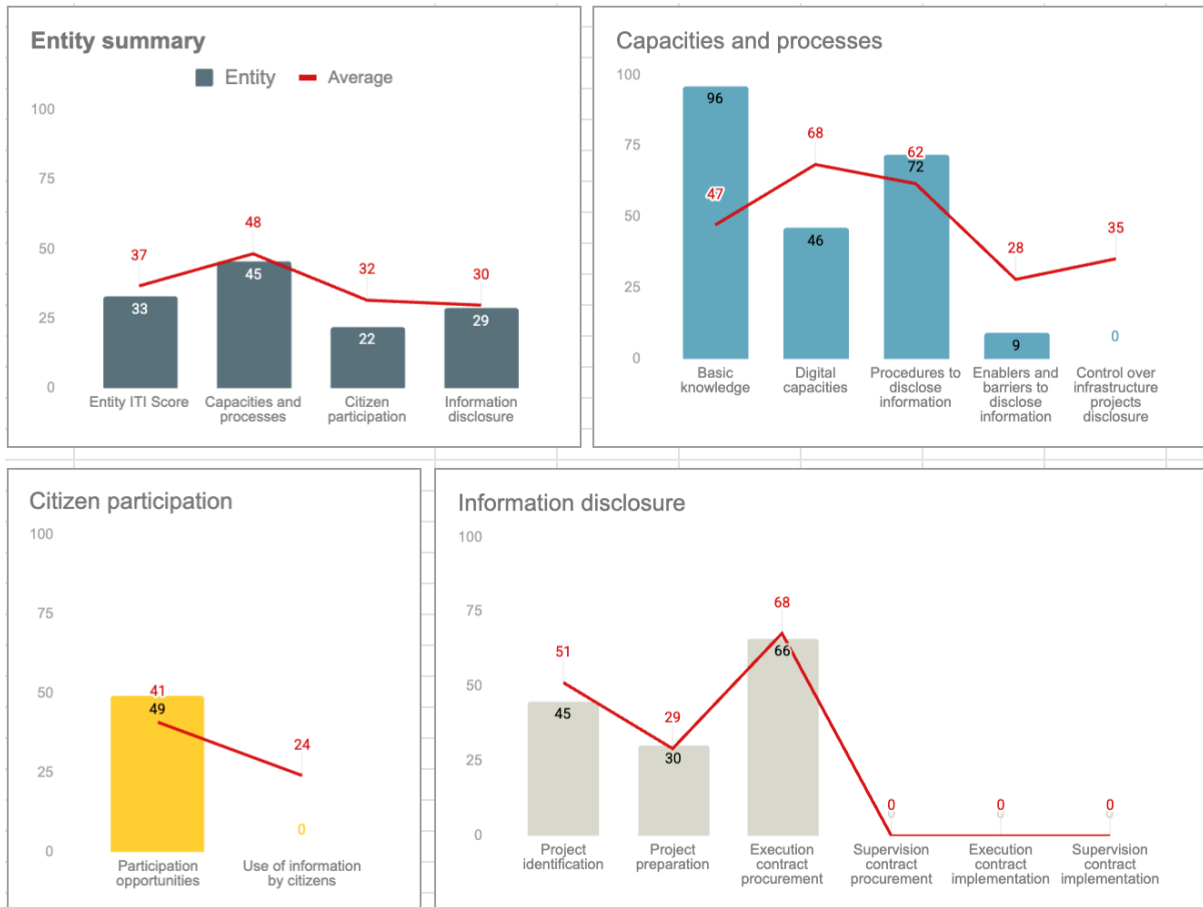 Entity summary
Entity
Average
100
75
50
25
0
37
48
32
30
33
45
22
29
Entity ITI Score
Capacities and
processes
Citizen
participation
Information
disclosure
Capacities and processes
100
75
50
25
0
96
47
68
46
62
72
28
9
35
0
Basic
knowledge
Digital
capacities
Procedures to
disclose
information
Enablers and
barriers to
disclose
information
Control over
infrastructure
projects
disclosure
Citizen participation
100
75
50
25
0
41
49
24
0
Participation
opportunities
Use of information
by citizens
Information disclosure
100
75
50
25
0
51
45
29
30
68
66
0
0
0
Project
identification
Project
preparation
Execution
contract
procurement
Supervision
contract
procurement
Execution
contract
implementation
Supervision
contract
implementation